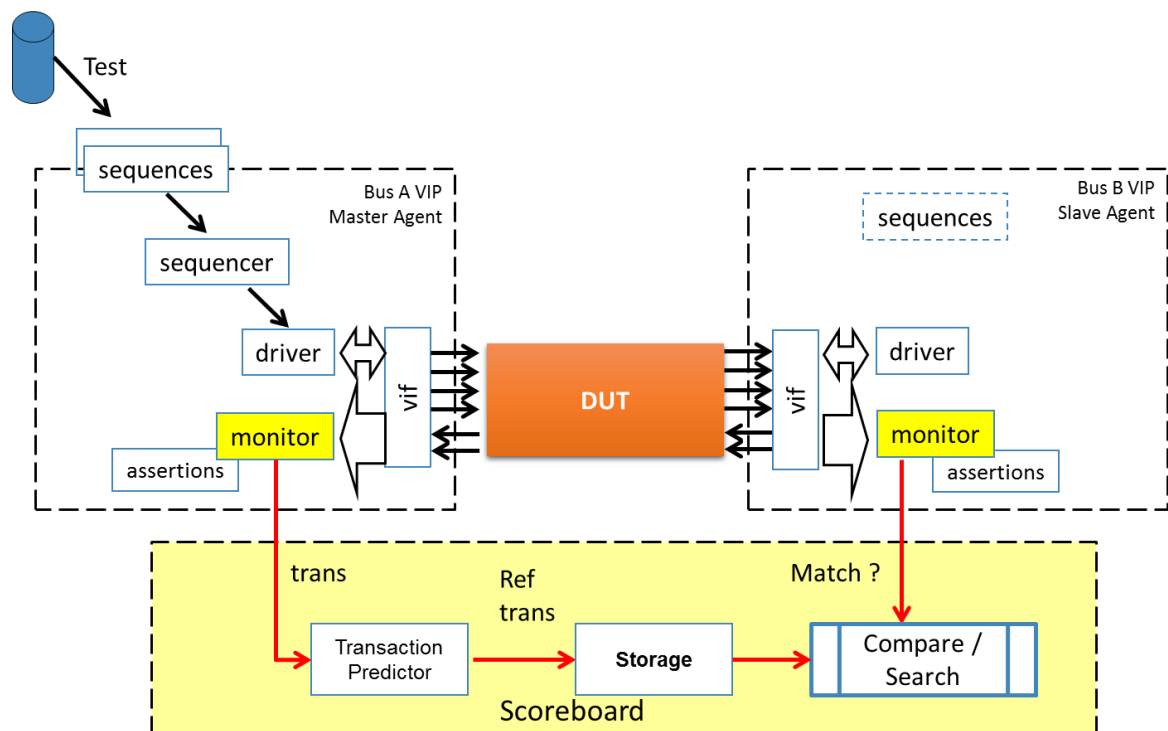 Test
sequences
Bus A VIP
Master Agent
sequencer
driver
vif
monitor
assertions
DUT
Bus B VIP
Slave Agent
sequences
vif
driver
monitor
assertions
trans
Ref
trans
Match ?
Transaction
Predictor
Storage
Compare /
Search
Scoreboard